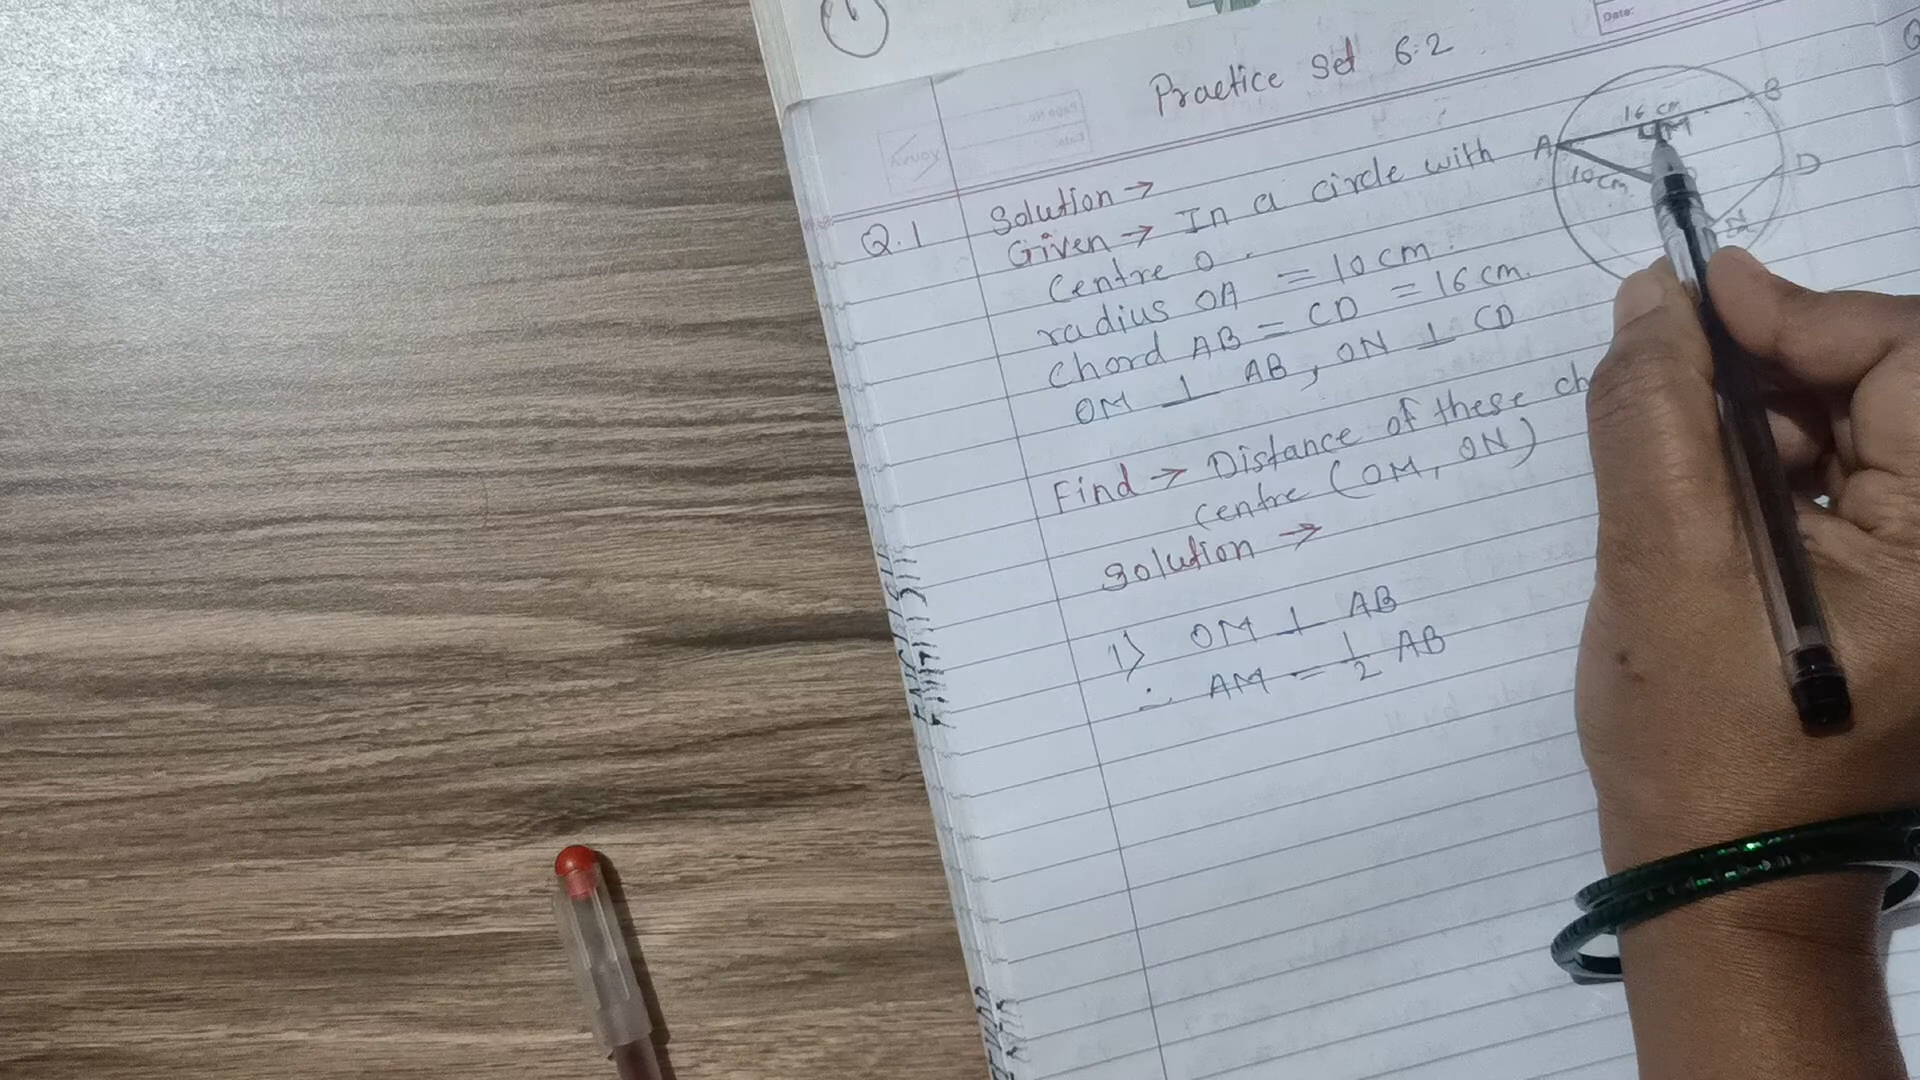 Date:
Practice set 6.2
Q.1
Solution →
Given → In a circle with
Centre O.
radius OA = 10 cm.
Chord AB = CD = 16 cm.
OM ⊥ AB, ON ⊥ CD
Find → Distance of these ch
centre (OM, ON)
Solution →
1) OM ⊥ AB
∴ AM = 1/2 AB
A
16 cm
B
M
10cm
D
N